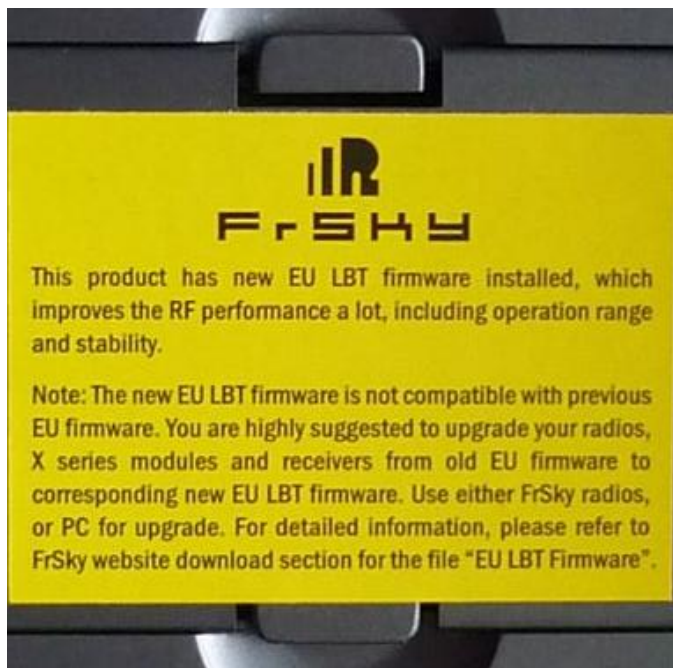 FrSky
This product has new EU LBT firmware installed, which
improves the RF performance a lot, including operation range
and stability.
Note: The new EU LBT firmware is not compatible with previous
EU firmware. You are highly suggested to upgrade your radios,
X series modules and receivers from old EU firmware to
corresponding new EU LBT firmware. Use either FrSky radios,
or PC for upgrade. For detailed information, please refer to
FrSky website download section for the file “EU LBT Firmware”.